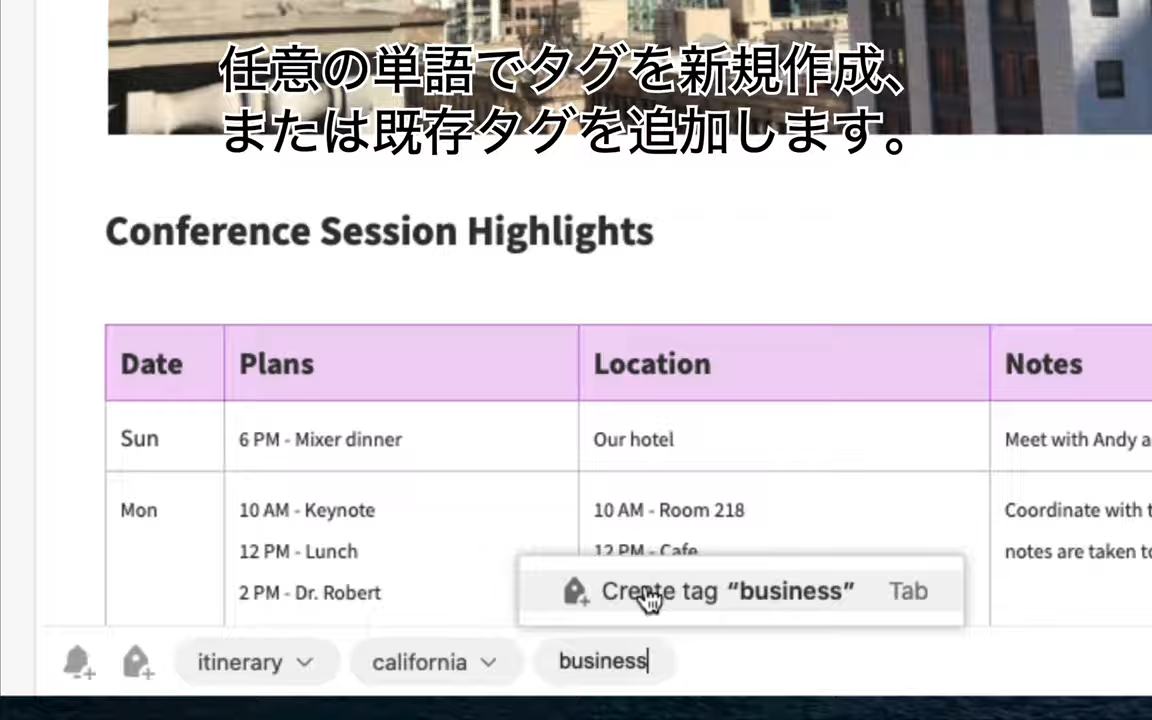 任意の単語でタグを新規作成、
または既存タグを追加します。
Conference Session Highlights
Date Plans Location Notes
Sun 6 PM - Mixer dinner Our hotel Meet with Andy a
Mon 10 AM - Keynote 10 AM - Room 218 Coordinate with t
12 PM - Lunch 12 PM - Cafe notes are taken to
2 PM - Dr. Robert
Create tag “business” Tab
itinerary california business